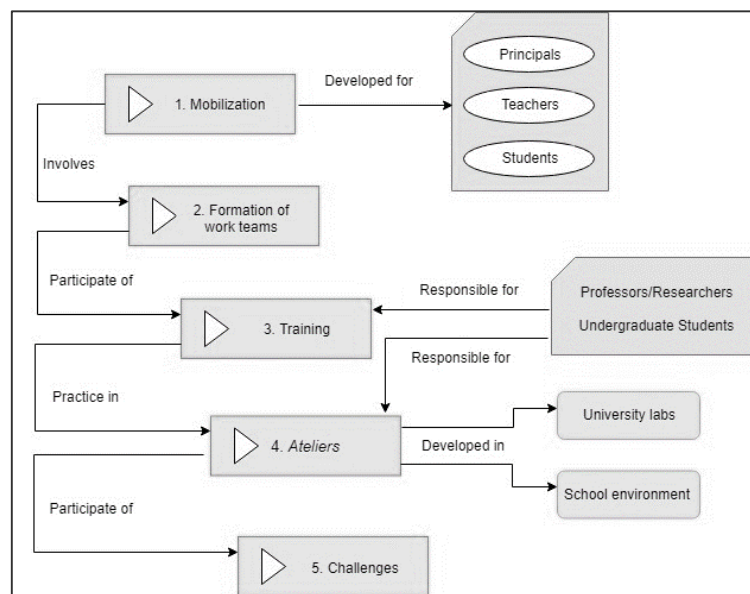 Principals
Developed for
1. Mobilization
Teachers
Students
Involves
2. Formation of
work teams
Participate of
Responsible for
Professors/Researchers
Undergraduate Students
3. Training
Responsible for
Practice in
University labs
4. Ateliers
Developed in
School environment
Participate of
5. Challenges